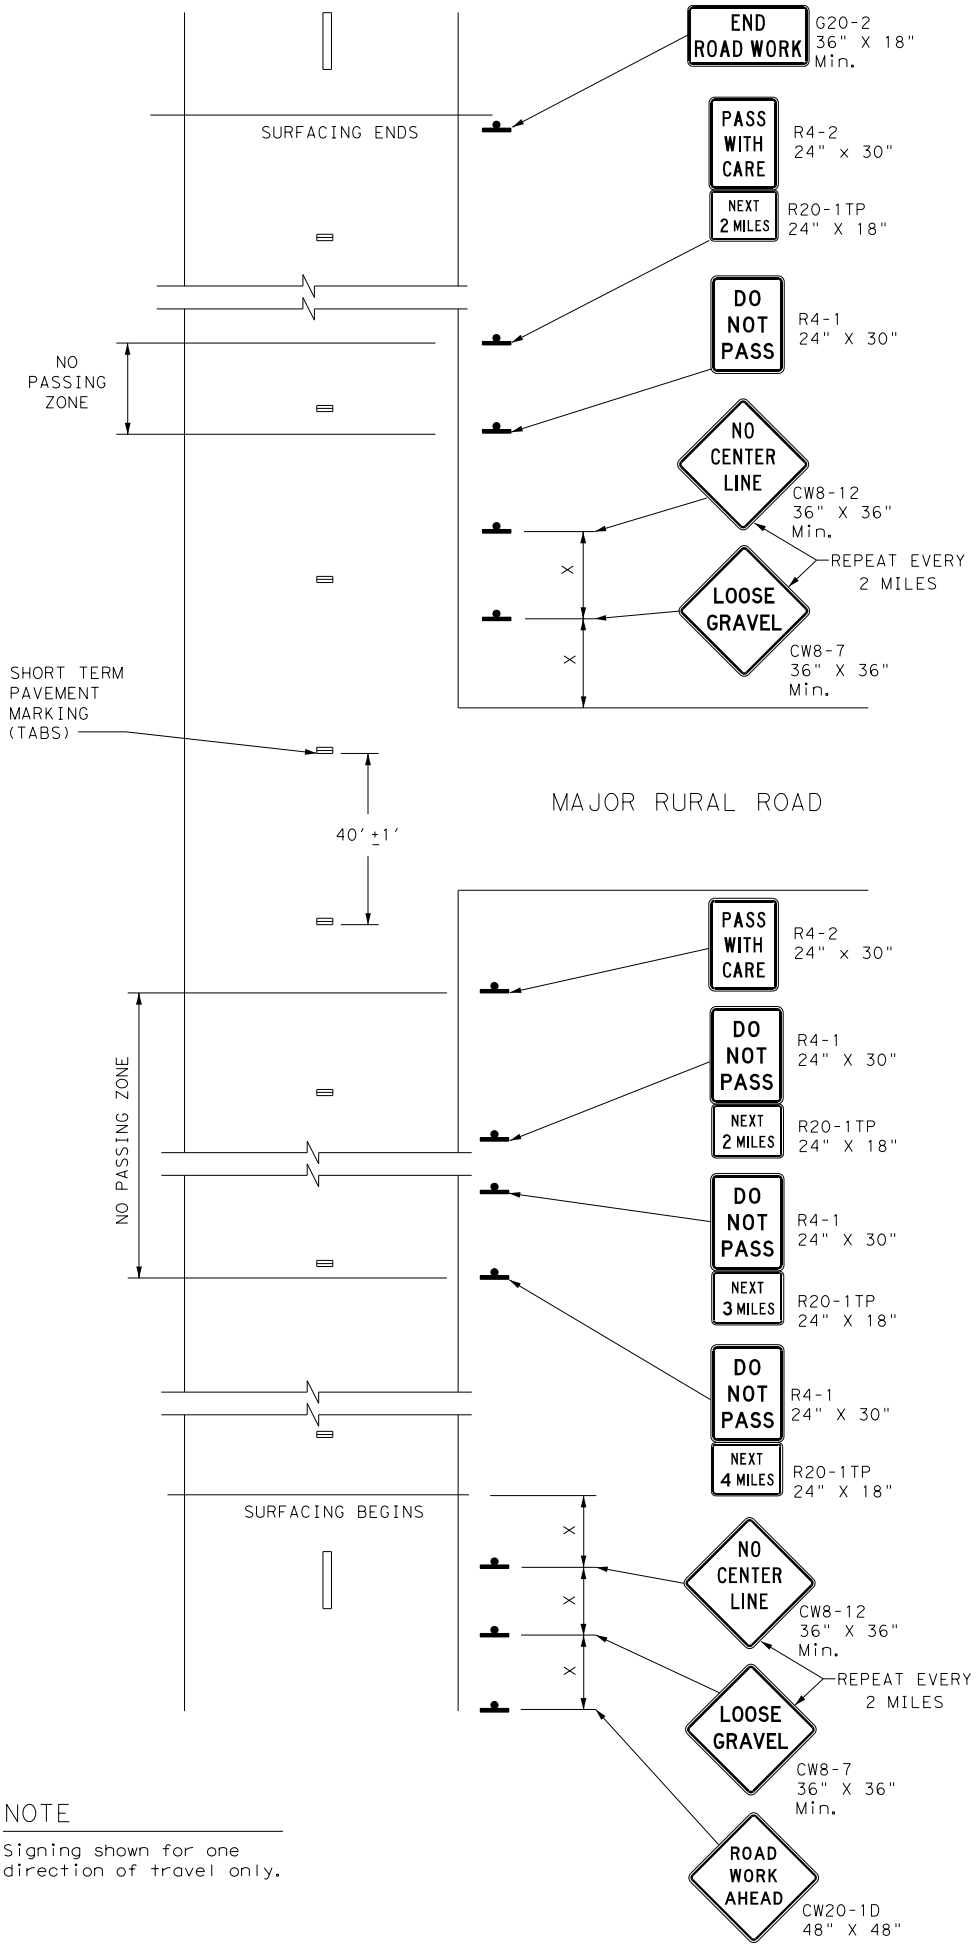 END
ROAD WORK
G20-2
36" X 18"
Min.
SURFACING ENDS
PASS
WITH
CARE
R4-2
24" x 30"
NEXT
2 MILES
R20-1TP
24" X 18"
DO
NOT
PASS
R4-1
24" X 30"
NO
PASSING
ZONE
NO
CENTER
LINE
CW8-12
36" X 36"
Min.
REPEAT EVERY
2 MILES
X
LOOSE
GRAVEL
CW8-7
36" X 36"
Min.
X
SHORT TERM
PAVEMENT
MARKING
(TABS)
MAJOR RURAL ROAD
40' ±1'
PASS
WITH
CARE
R4-2
24" x 30"
NO PASSING ZONE
DO
NOT
PASS
R4-1
24" X 30"
NEXT
2 MILES
R20-1TP
24" X 18"
DO
NOT
PASS
R4-1
24" X 30"
NEXT
3 MILES
R20-1TP
24" X 18"
DO
NOT
PASS
R4-1
24" X 30"
NEXT
4 MILES
R20-1TP
24" X 18"
SURFACING BEGINS
X
NO
CENTER
LINE
CW8-12
36" X 36"
Min.
X
REPEAT EVERY
2 MILES
X
LOOSE
GRAVEL
CW8-7
36" X 36"
Min.
ROAD
WORK
AHEAD
CW20-1D
48" X 48"
NOTE
Signing shown for one
direction of travel only.